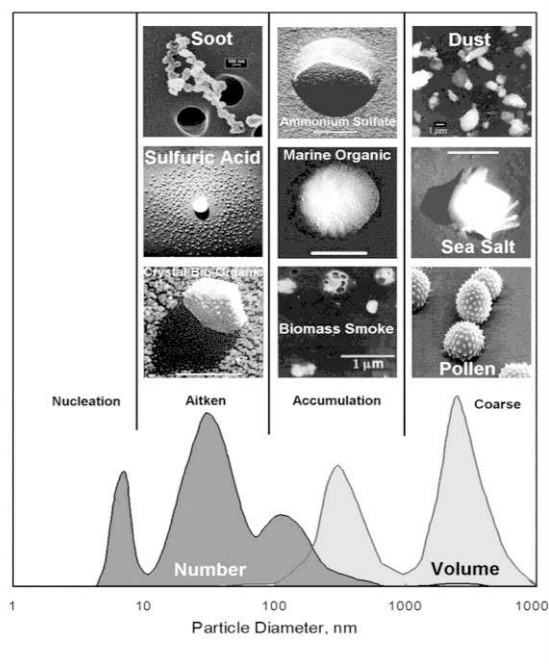 Soot
Ammonium Sulfate
Dust
1 µm
Sulfuric Acid
Marine Organic
Sea Salt
Crystal Bio-Organic
Biomass Smoke
1 µm
Pollen
Nucleation
Aitken
Accumulation
Coarse
Number
Volume
1
10
100
1000
1000
Particle Diameter, nm